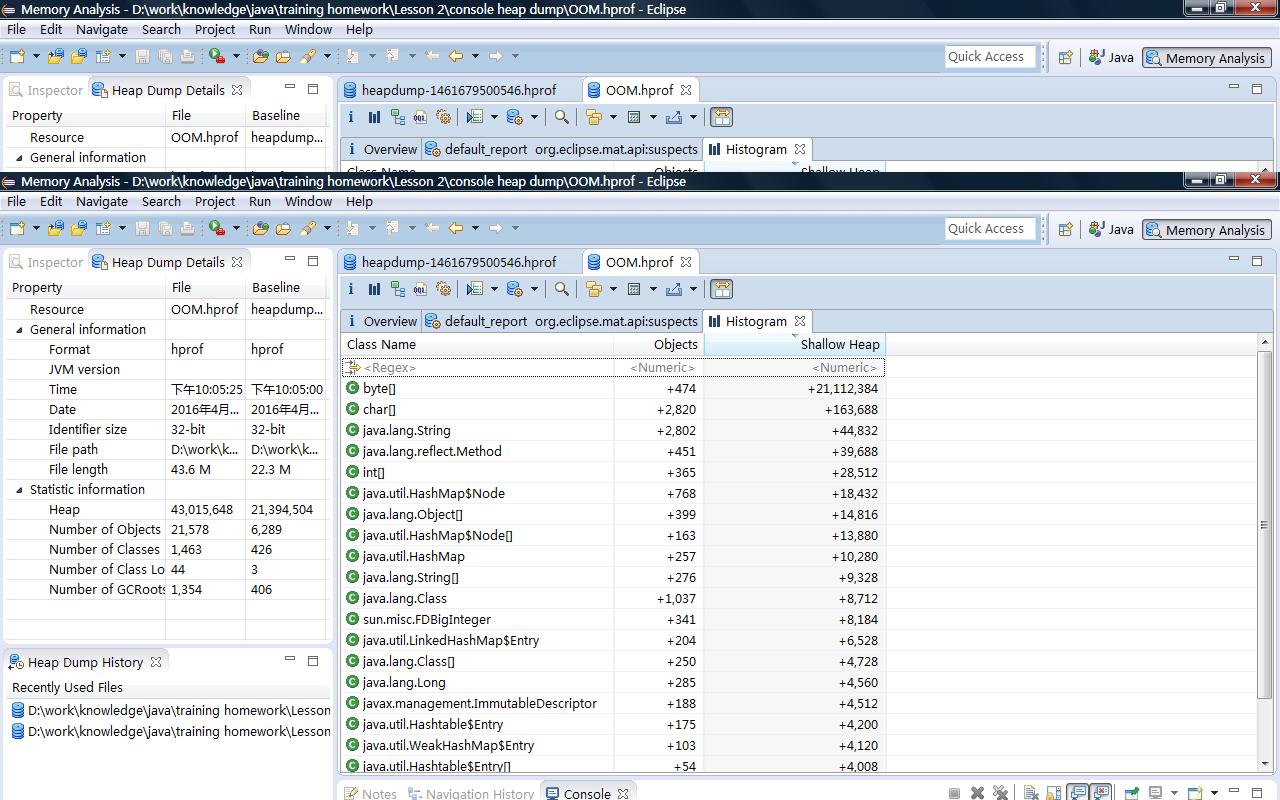 Memory Analysis - D:\work\knowledge\java\training homework\Lesson 2\console heap dump\OOM.hprof - Eclipse
File Edit Navigate Search Project Run Window Help
Quick Access Java Memory Analysis
Inspector Heap Dump Details heapdump-1461679500546.hprof OOM.hprof
Property File Baseline
Resource OOM.hprof heapdump...
General information
i Overview default_report org.eclipse.mat.api:suspects Histogram
Class Name Objects Shallow Heap
Memory Analysis - D:\work\knowledge\java\training homework\Lesson 2\console heap dump\OOM.hprof - Eclipse
File Edit Navigate Search Project Run Window Help
Quick Access Java Memory Analysis
Inspector Heap Dump Details heapdump-1461679500546.hprof OOM.hprof
Property File Baseline
Resource OOM.hprof heapdump...
General information
Format hprof hprof
JVM version
Time 下午10:05:25 下午10:05:00
Date 2016年4月... 2016年4月...
Identifier size 32-bit 32-bit
File path D:\work\k... D:\work\k...
File length 43.6 M 22.3 M
Statistic information
Heap 43,015,648 21,394,504
Number of Objects 21,578 6,289
Number of Classes 1,463 426
Number of Class Lo 44 3
Number of GCRoots 1,354 406
i Overview default_report org.eclipse.mat.api:suspects Histogram
Class Name Objects Shallow Heap
<Regex> <Numeric> <Numeric>
byte[] +474 +21,112,384
char[] +2,820 +163,688
java.lang.String +2,802 +44,832
java.lang.reflect.Method +451 +39,688
int[] +365 +28,512
java.util.HashMap$Node +768 +18,432
java.lang.Object[] +399 +14,816
java.util.HashMap$Node[] +163 +13,880
java.util.HashMap +257 +10,280
java.lang.String[] +276 +9,328
java.lang.Class +1,037 +8,712
sun.misc.FDBigInteger +341 +8,184
java.util.LinkedHashMap$Entry +204 +6,528
java.lang.Class[] +250 +4,728
java.lang.Long +285 +4,560
javax.management.ImmutableDescriptor +188 +4,512
java.util.Hashtable$Entry +175 +4,200
java.util.WeakHashMap$Entry +103 +4,120
java.util.Hashtable$Entry[] +54 +4,008
Heap Dump History
Recently Used Files
D:\work\knowledge\java\training homework\Lesson
D:\work\knowledge\java\training homework\Lesson
Notes Navigation History Console